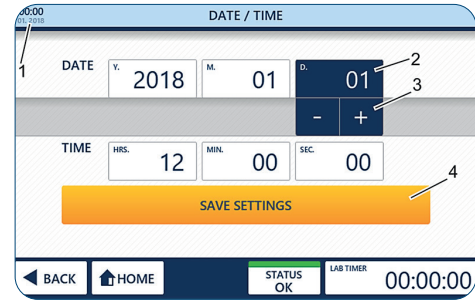 00:00
DATE / TIME
01. 2018
1
DATE
Y. 2018
M. 01
D. 01
2
3
- +
TIME
HRS. 12
MIN. 00
SEC. 00
4
SAVE SETTINGS
BACK
HOME
STATUS
OK
LAB TIMER
00:00:00